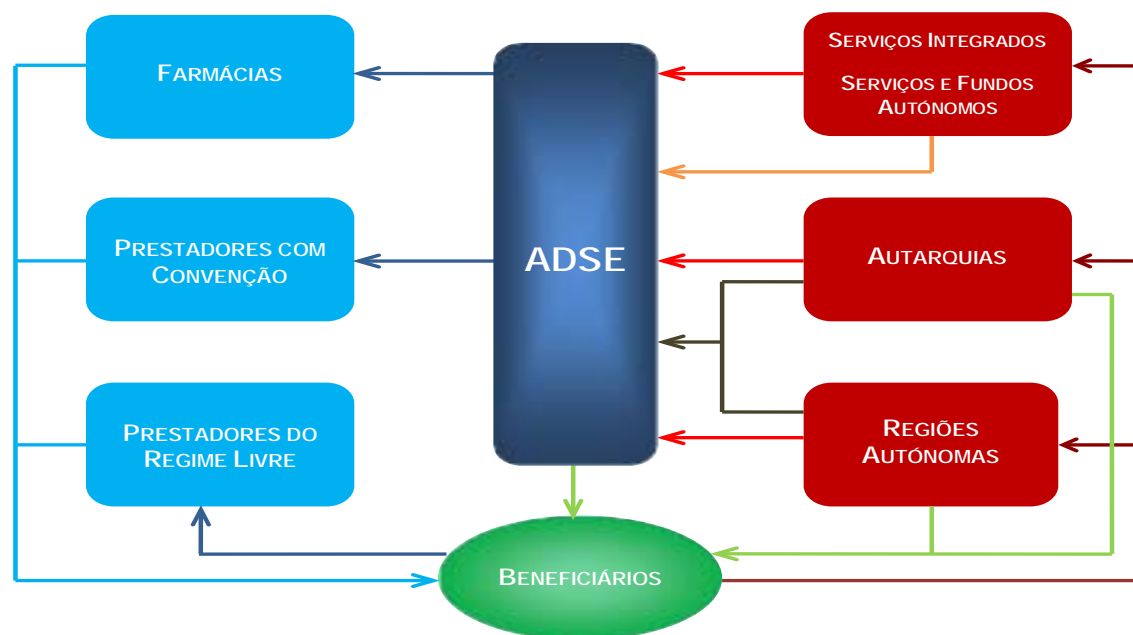 FARMÁCIAS
PRESTADORES COM
CONVENÇÃO
PRESTADORES DO
REGIME LIVRE
ADSE
BENEFICIÁRIOS
SERVIÇOS INTEGRADOS
SERVIÇOS E FUNDOS
AUTÓNOMOS
AUTARQUIAS
REGIÕES
AUTÓNOMAS